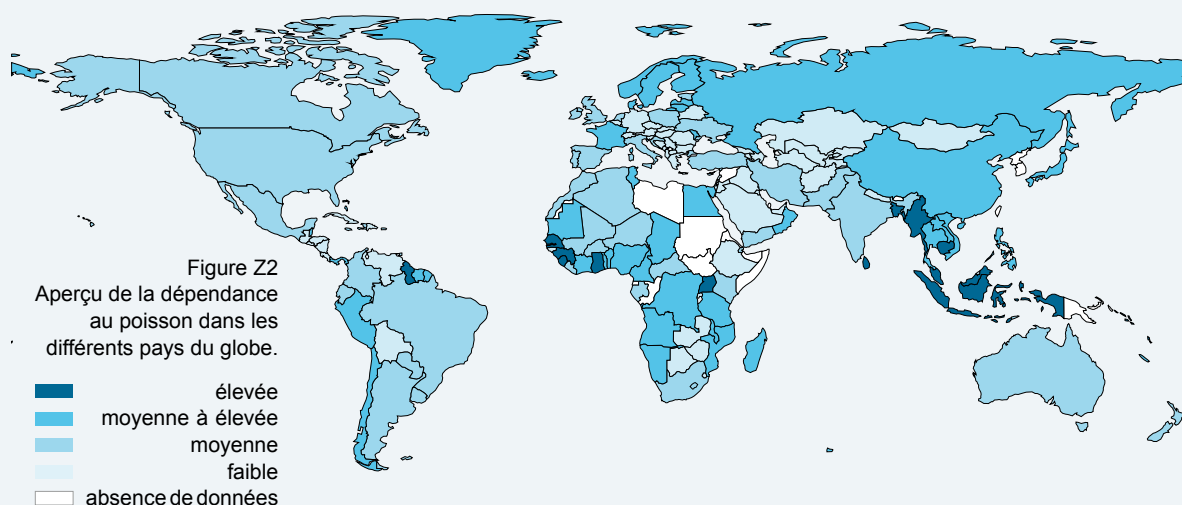 Figure Z2
Aperçu de la dépendance
au poisson dans les
différents pays du globe.
élevée
moyenne à élevée
moyenne
faible
absence de données